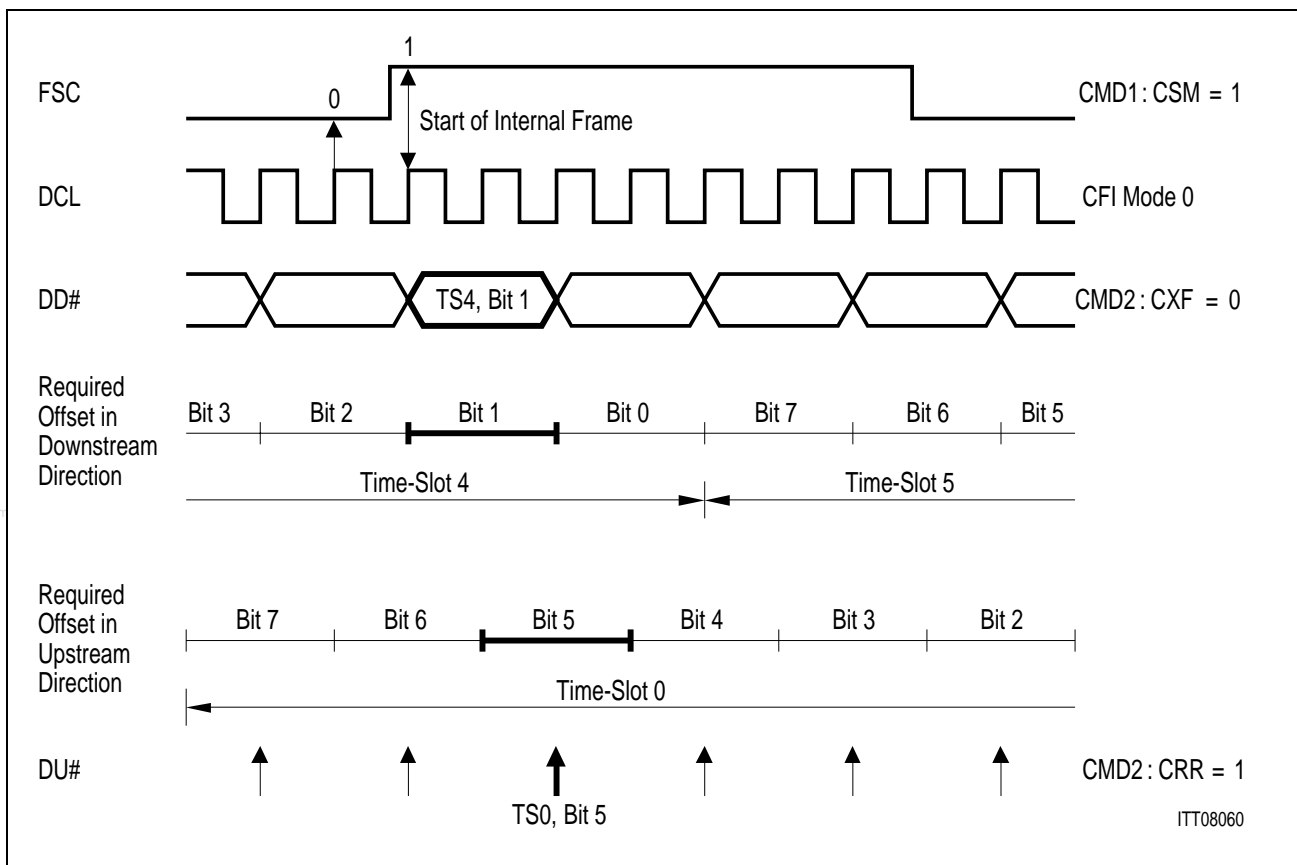 1
FSC
0
CMD1 : CSM = 1
Start of Internal Frame
DCL
CFI Mode 0
DD#
TS4, Bit 1
CMD2 : CXF = 0
Required
Offset in
Downstream
Direction
Bit 3 Bit 2 Bit 1 Bit 0 Bit 7 Bit 6 Bit 5
Time-Slot 4 Time-Slot 5
Required
Offset in
Upstream
Direction
Bit 7 Bit 6 Bit 5 Bit 4 Bit 3 Bit 2
Time-Slot 0
DU#
CMD2 : CRR = 1
TS0, Bit 5
ITT08060